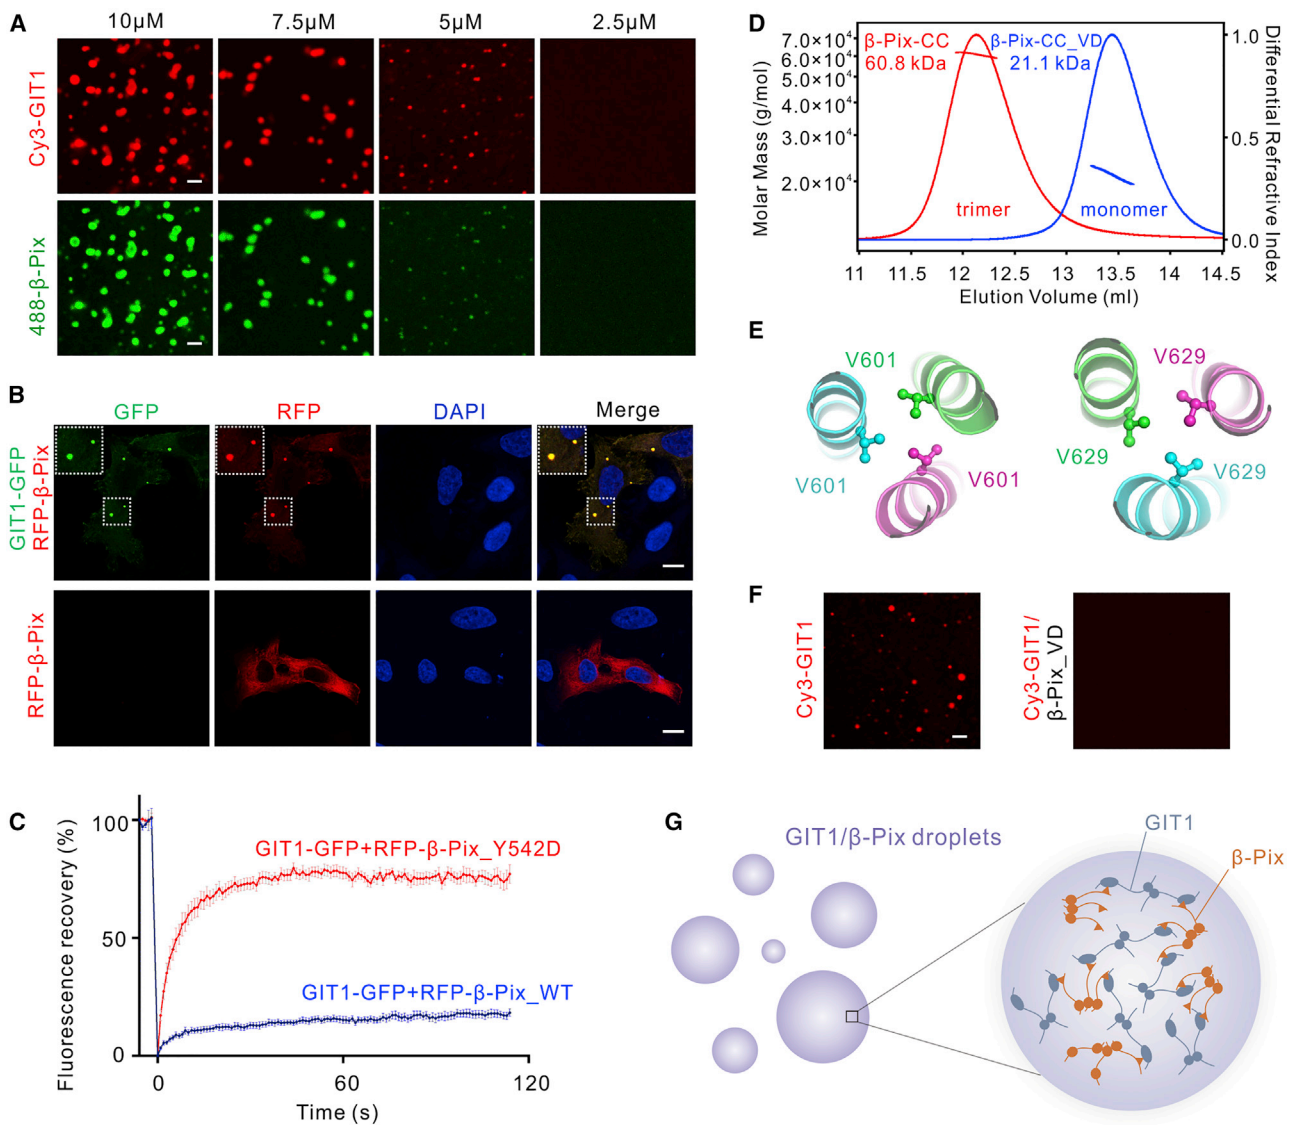 A
10μM
7.5μM
5μM
2.5μM
Cy3-GIT1
488-β-Pix
B
GFP
RFP
DAPI
Merge
GIT1-GFP
RFP-β-Pix
RFP-β-Pix
C
Fluorescence recovery (%)
100
50
0
GIT1-GFP+RFP-β-Pix_Y542D
GIT1-GFP+RFP-β-Pix_WT
0
60
120
Time (s)
D
Molar Mass (g/mol)
7.0×10⁴
6.0×10⁴
5.0×10⁴
4.0×10⁴
3.0×10⁴
2.0×10⁴
β-Pix-CC
60.8 kDa
β-Pix-CC_VD
21.1 kDa
trimer
monomer
1.0
0.5
0.0
Differential Refractive Index
11
11.5
12
12.5
13
13.5
14
14.5
Elution Volume (ml)
E
V601
V601
V601
V629
V629
V629
F
Cy3-GIT1
Cy3-GIT1/
β-Pix_VD
G
GIT1/β-Pix droplets
GIT1
β-Pix